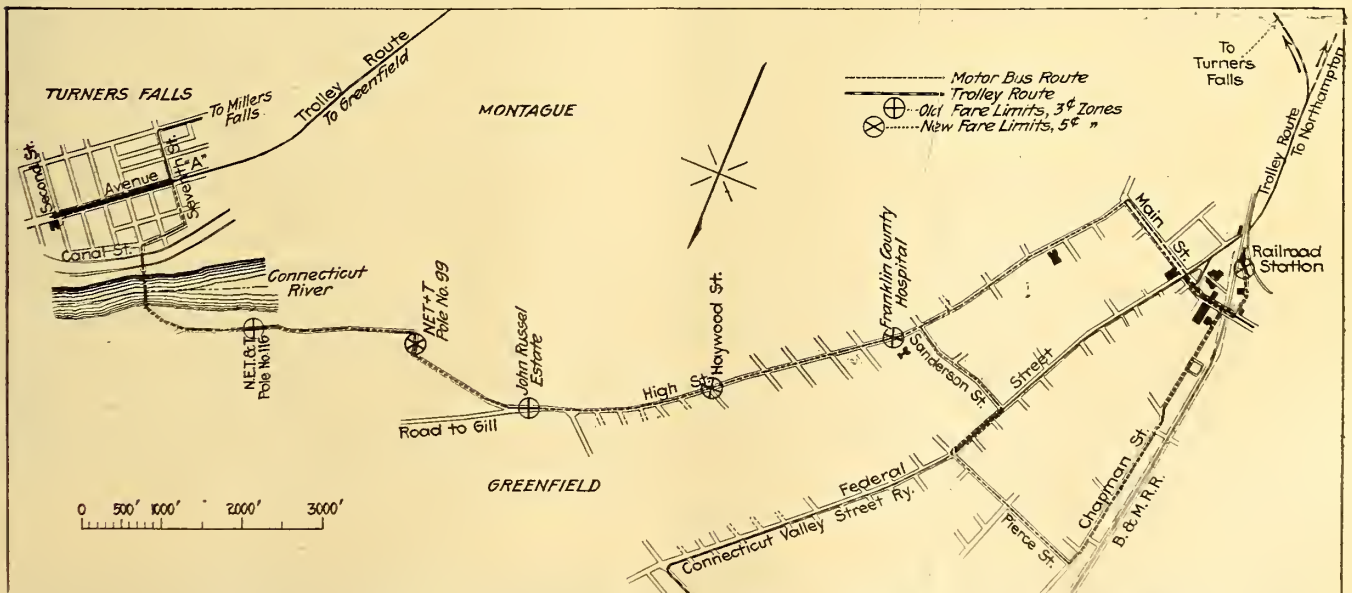 TURNERS FALLS
To Millers
Falls
Trolley Route
To Greenfield
Second St.
Avenue "A"
Seventh St.
Canal St.
Connecticut
River
MONTAGUE
Motor Bus Route
Trolley Route
Old Fare Limits, 3¢ Zones
New Fare Limits, 5¢ "
To
Turners
Falls
Trolley Route
To Northampton
Main St.
Railroad
Station
Franklin County
Hospital
Haywood St.
NET+T
Pole No. 99
N.E.T.&T.
Pole No. 116
John Russel
Estate
High St.
Sanderson St.
Road to Gill
GREENFIELD
Federal Street
Connecticut Valley Street Ry.
Pierce St.
Chapman St.
B. & M. R.R.
0 500' 1000' 2000' 3000'